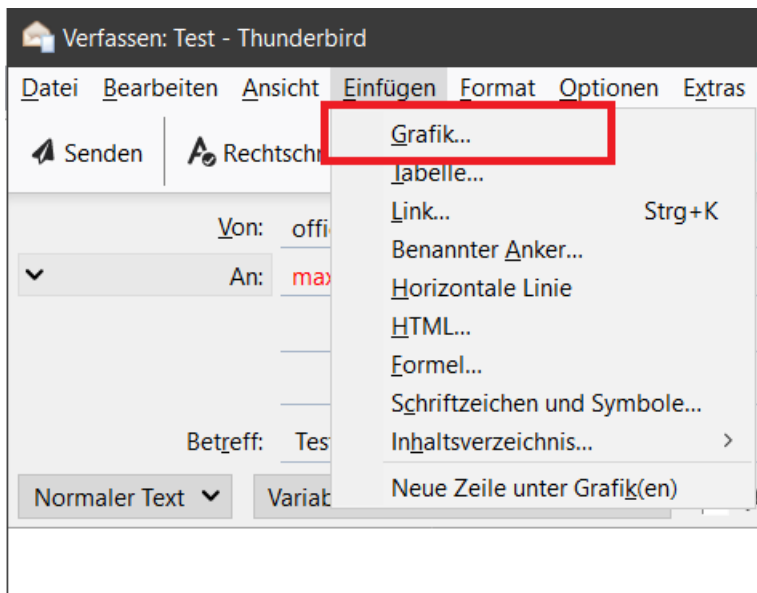 Verfassen: Test - Thunderbird
Datei Bearbeiten Ansicht Einfügen Format Optionen Extras
Senden
Grafik...
Tabelle...
Link... Strg+K
Von:
Benannter Anker...
An:
Horizontale Linie
HTML...
Formel...
Schriftzeichen und Symbole...
Betreff: Inhaltsverzeichnis...
Normaler Text Neue Zeile unter Grafik(en)